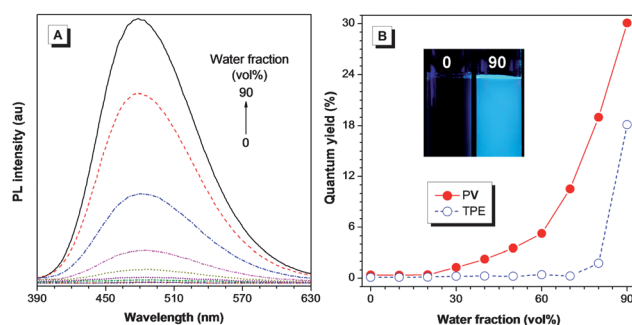 A
Water fraction
(vol%)
90
0
PL intensity (au)
390
450
510
570
630
Wavelength (nm)
B
0
90
PV
TPE
Quantum yield (%)
30
24
18
12
6
0
0
30
60
90
Water fraction (vol%)